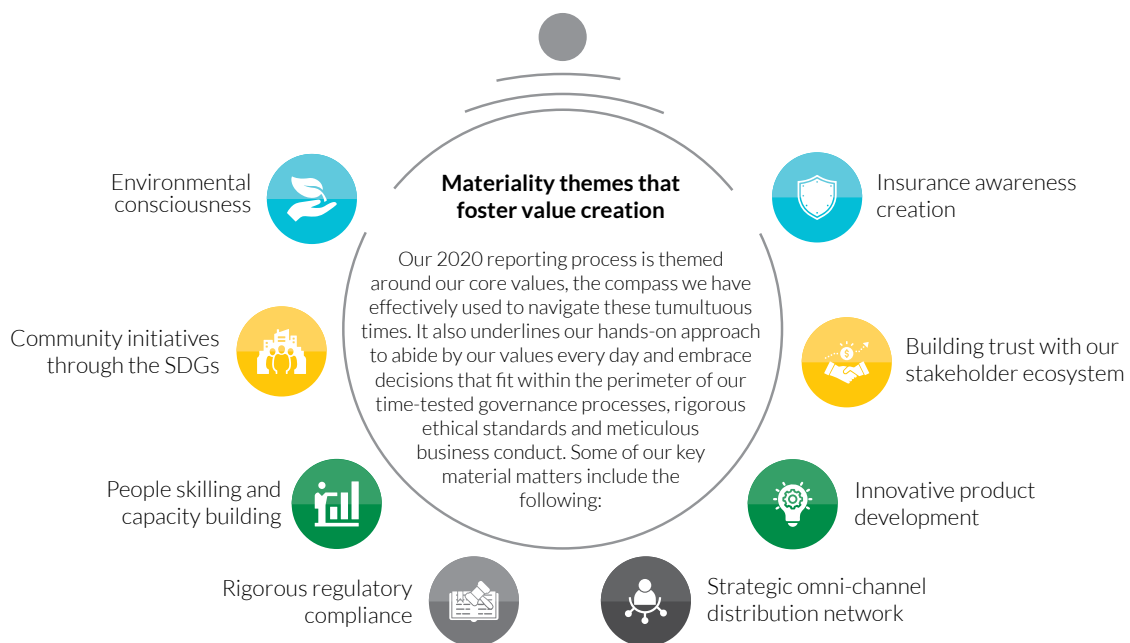 Materiality themes that
foster value creation
Our 2020 reporting process is themed
around our core values, the compass we have
effectively used to navigate these tumultuous
times. It also underlines our hands-on approach
to abide by our values every day and embrace
decisions that fit within the perimeter of our
time-tested governance processes, rigorous
ethical standards and meticulous
business conduct. Some of our key
material matters include the
following:
Environmental
consciousness
Community initiatives
through the SDGs
People skilling and
capacity building
Rigorous regulatory
compliance
Insurance awareness
creation
Building trust with our
stakeholder ecosystem
$
Innovative product
development
Strategic omni-channel
distribution network